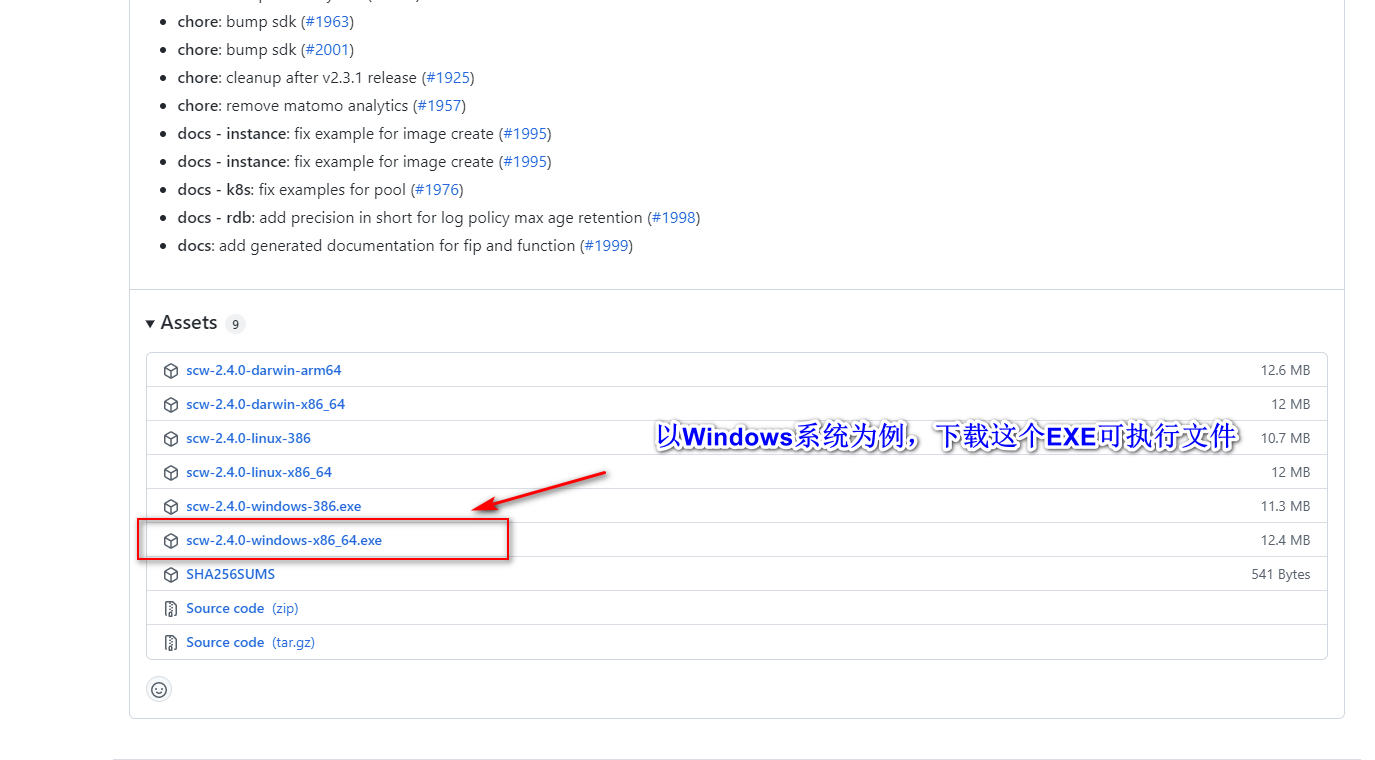 chore: bump sdk (#1963)
chore: bump sdk (#2001)
chore: cleanup after v2.3.1 release (#1925)
chore: remove matomo analytics (#1957)
docs - instance: fix example for image create (#1995)
docs - instance: fix example for image create (#1995)
docs - k8s: fix examples for pool (#1976)
docs - rdb: add precision in short for log policy max age retention (#1998)
docs: add generated documentation for fip and function (#1999)
Assets 9
scw-2.4.0-darwin-arm64 12.6 MB
scw-2.4.0-darwin-x86_64 12 MB
以Windows系统为例，下载这个EXE可执行文件
scw-2.4.0-linux-386 10.7 MB
scw-2.4.0-linux-x86_64 12 MB
scw-2.4.0-windows-386.exe 11.3 MB
scw-2.4.0-windows-x86_64.exe 12.4 MB
SHA256SUMS 541 Bytes
Source code (zip)
Source code (tar.gz)